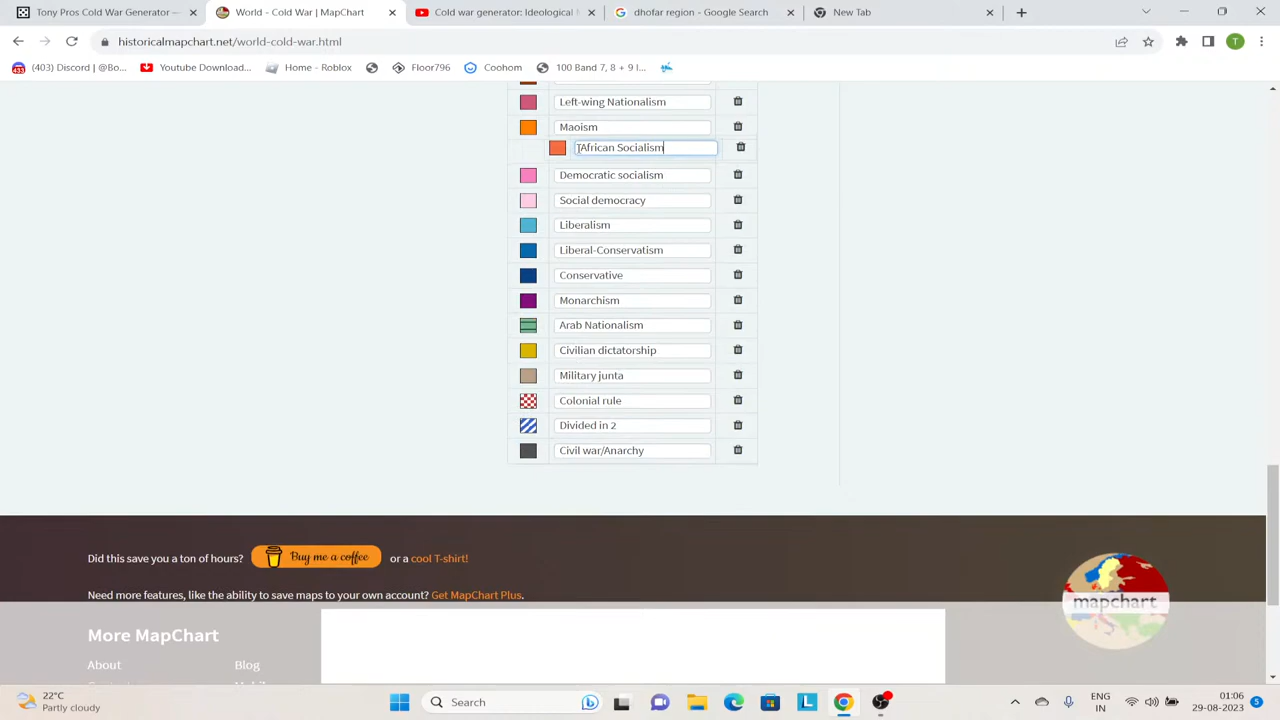 Tony Pros Cold War Generator —
World - Cold War | MapChart
Cold war generator: Ideological
dhofar region - Google Search
New Tab
historicalmapchart.net/world-cold-war.html
T
433
(403) Discord | @Bo...
Youtube Download...
Home - Roblox
Floor796
Coohom
100 Band 7, 8 + 9 l...
Left-wing Nationalism
Maoism
African Socialism
Democratic socialism
Social democracy
Liberalism
Liberal-Conservatism
Conservative
Monarchism
Arab Nationalism
Civilian dictatorship
Military junta
Colonial rule
Divided in 2
Civil war/Anarchy
Did this save you a ton of hours? Buy me a coffee or a cool T-shirt!
Need more features, like the ability to save maps to your own account? Get MapChart Plus.
mapchart
More MapChart
About
Blog
22°C
Partly cloudy
Search
L
ENG
IN
01:06
29-08-2023
5